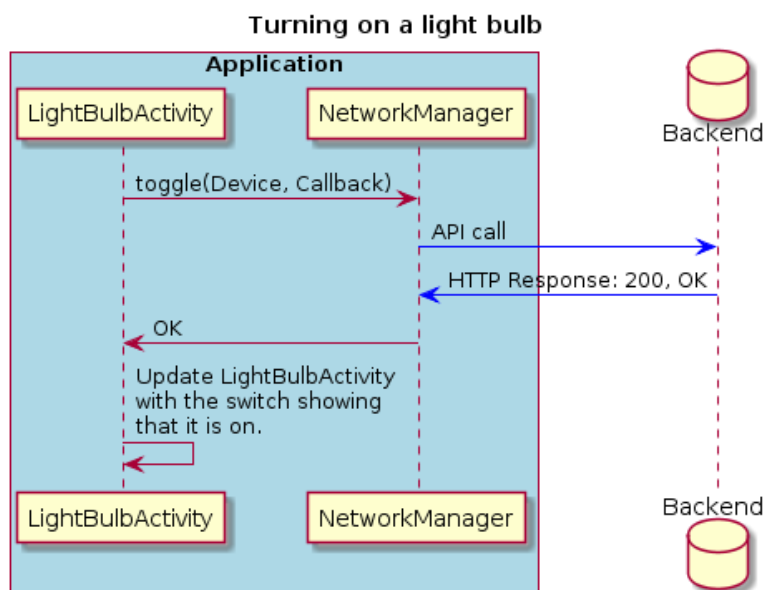 Turning on a light bulb
Application
LightBulbActivity
NetworkManager
Backend
toggle(Device, Callback)
API call
HTTP Response: 200, OK
OK
Update LightBulbActivity
with the switch showing
that it is on.
LightBulbActivity
NetworkManager
Backend